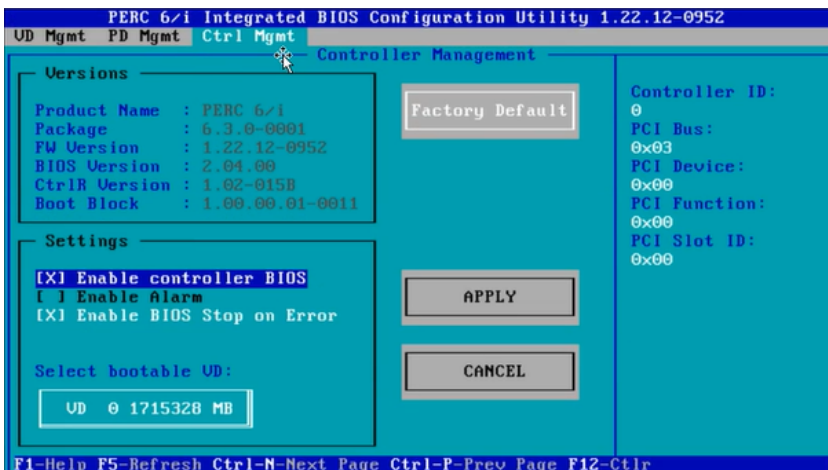 PERC 6/i Integrated BIOS Configuration Utility 1.22.12-0952
VD Mgmt PD Mgmt Ctrl Mgmt
Controller Management
Versions
Product Name : PERC 6/i
Package : 6.3.0-0001
FW Version : 1.22.12-0952
BIOS Version : 2.04.00
CtrlR Version : 1.02-015B
Boot Block : 1.00.00.01-0011
Factory Default
Settings
[X] Enable controller BIOS
[ ] Enable Alarm
[X] Enable BIOS Stop on Error
Select bootable VD:
VD 0 1715328 MB
APPLY
CANCEL
Controller ID:
0
PCI Bus:
0x03
PCI Device:
0x00
PCI Function:
0x00
PCI Slot ID:
0x00
F1-Help F5-Refresh Ctrl-N-Next Page Ctrl-P-Prev Page F12-Ctlr